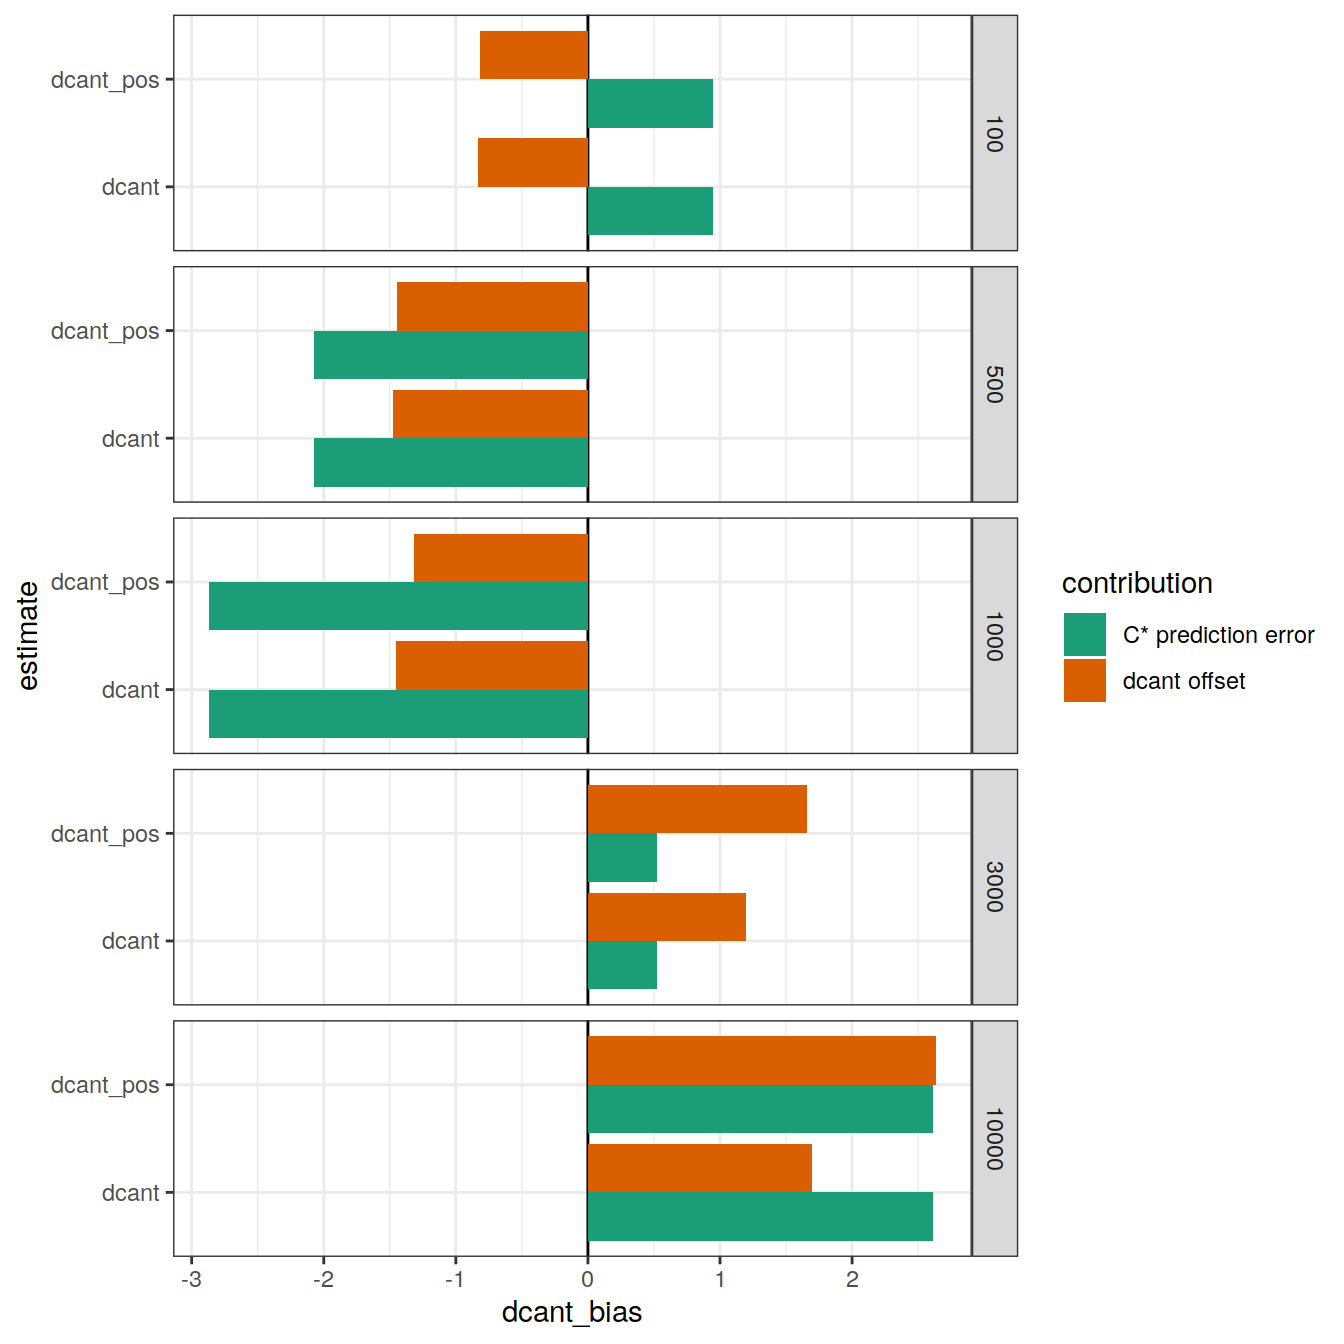 dcant_pos
dcant
100
dcant_pos
dcant
500
dcant_pos
dcant
1000
dcant_pos
dcant
3000
dcant_pos
dcant
10000
-3 -2 -1 0 1 2
dcant_bias
estimate
contribution
C* prediction error
dcant offset